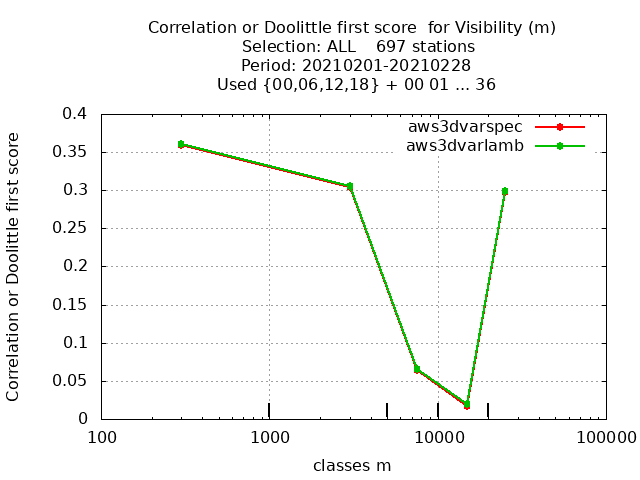 Correlation or Doolittle first score  for Visibility (m)
Selection: ALL    697 stations
Period: 20210201-20210228
Used {00,06,12,18} + 00 01 ... 36
aws3dvarspec
aws3dvarlamb
Correlation or Doolittle first score
0.4
0.35
0.3
0.25
0.2
0.15
0.1
0.05
0
100
1000
10000
100000
classes m